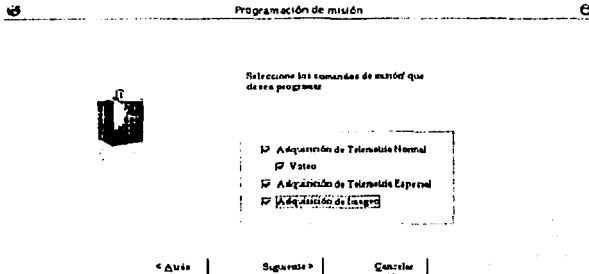 Programación de misión
Seleccione los comandos de misión que
desea programar
Adquisición de Telemetría Normal
Voteo
Adquisición de Telemetría Especial
Adquisición de Imagen
< Atrás
Siguiente >
Cancelar